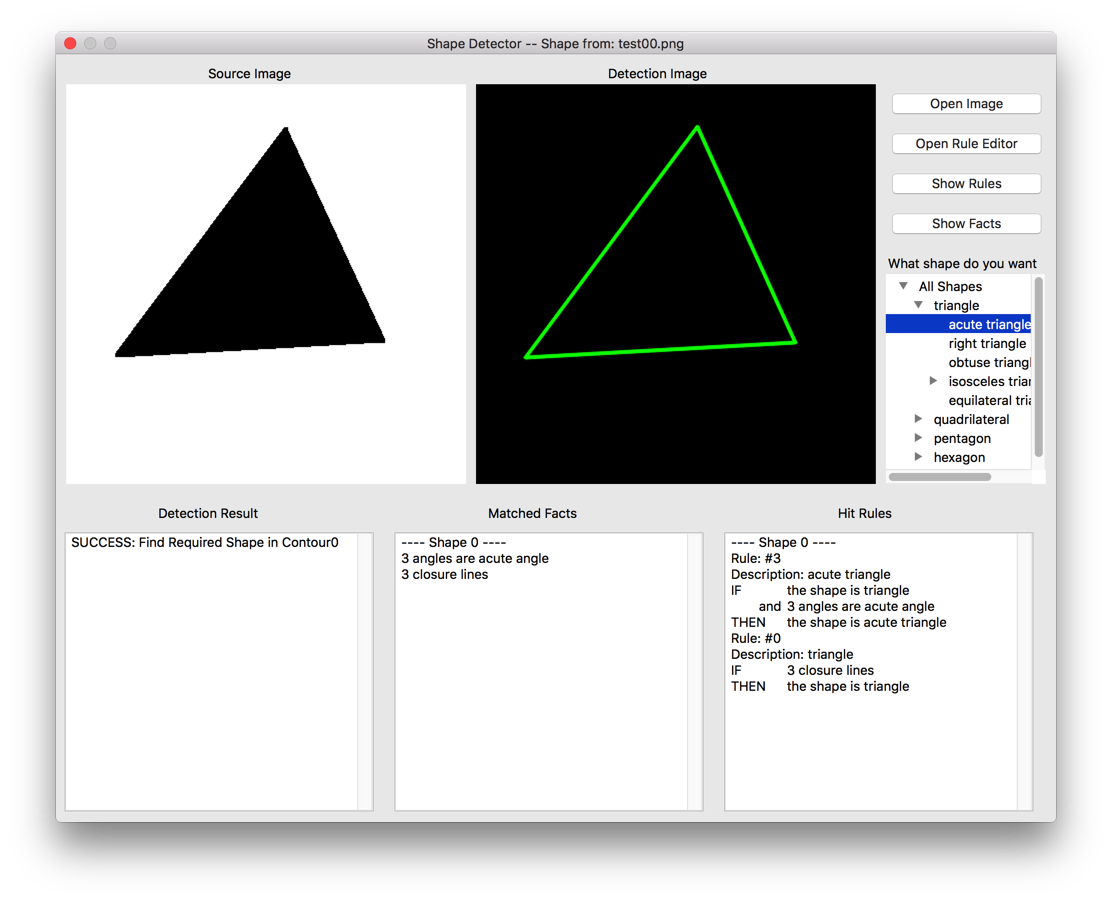 Shape Detector -- Shape from: test00.png
Source Image
Detection Image
Open Image
Open Rule Editor
Show Rules
Show Facts
What shape do you want
All Shapes
triangle
acute triangle
right triangle
obtuse triangl
isosceles trian
equilateral tria
quadrilateral
pentagon
hexagon
Detection Result
SUCCESS: Find Required Shape in Contour0
Matched Facts
---- Shape 0 ----
3 angles are acute angle
3 closure lines
Hit Rules
---- Shape 0 ----
Rule: #3
Description: acute triangle
IF the shape is triangle
and 3 angles are acute angle
THEN the shape is acute triangle
Rule: #0
Description: triangle
IF 3 closure lines
THEN the shape is triangle